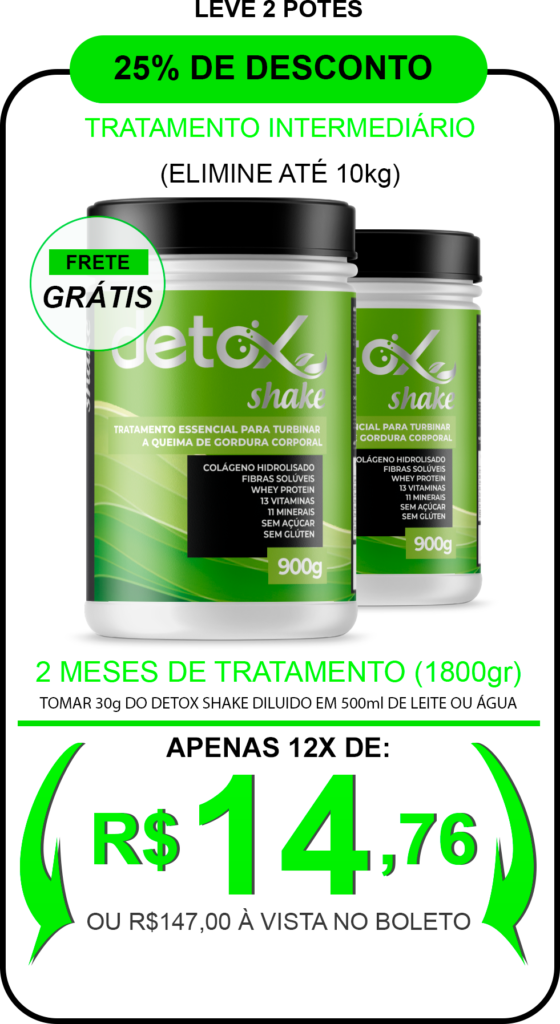 LEVE 2 POTES
25% DE DESCONTO
TRATAMENTO INTERMEDIÁRIO
(ELIMINE ATÉ 10kg)
FRETE
GRÁTIS
detox
shake
TRATAMENTO ESSENCIAL PARA TURBINAR
A QUEIMA DE GORDURA CORPORAL
COLÁGENO HIDROLISADO
FIBRAS SOLÚVEIS
WHEY PROTEIN
13 VITAMINAS
11 MINERAIS
SEM AÇÚCAR
SEM GLÚTEN
900g
tox
shake
NCIAL PARA TURBINAR
GORDURA CORPORAL
OLÁGENO HIDROLISADO
FIBRAS SOLÚVEIS
WHEY PROTEIN
13 VITAMINAS
11 MINERAIS
SEM AÇÚCAR
SEM GLÚTEN
900g
2 MESES DE TRATAMENTO (1800gr)
TOMAR 30g DO DETOX SHAKE DILUIDO EM 500ml DE LEITE OU ÁGUA
APENAS 12X DE:
R$ 14,76
OU R$147,00 À VISTA NO BOLETO